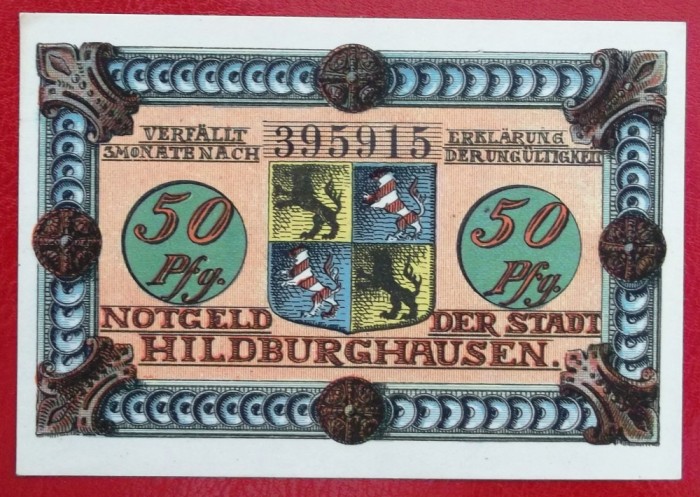 VERFÄLLT 395915 ERKLÄRUNG
3 MONATE NACH DER UNGÜLTIGKEIT
50 50
Pfg. Pfg.
NOTGELD DER STADT
HILDBURGHAUSEN.